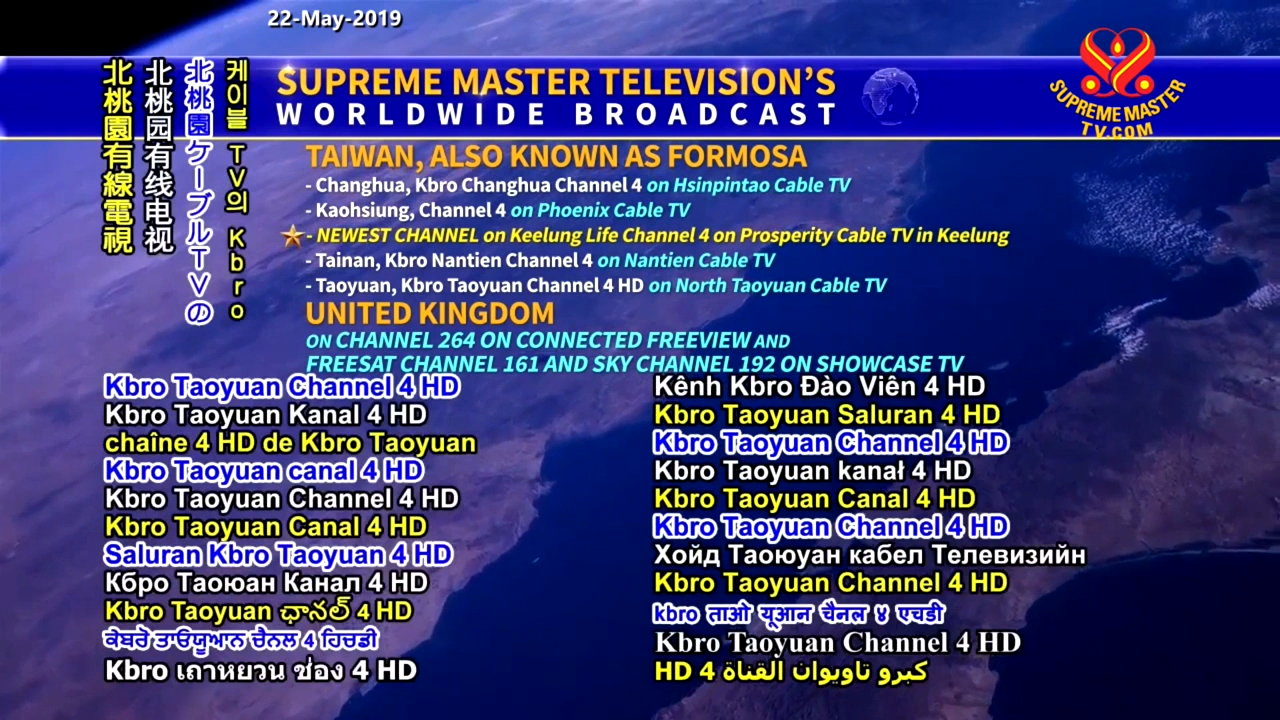 22-May-2019
北桃園有線電視
北桃园有线电视
北桃園ケーブルTVの
케이블 TV의 Kbro
SUPREME MASTER TELEVISION'S
WORLDWIDE BROADCAST
SUPREME MASTER
TV.COM
TAIWAN, ALSO KNOWN AS FORMOSA
- Changhua, Kbro Changhua Channel 4 on Hsinpintao Cable TV
- Kaohsiung, Channel 4 on Phoenix Cable TV
- NEWEST CHANNEL on Keelung Life Channel 4 on Prosperity Cable TV in Keelung
- Tainan, Kbro Nantien Channel 4 on Nantien Cable TV
- Taoyuan, Kbro Taoyuan Channel 4 HD on North Taoyuan Cable TV
UNITED KINGDOM
ON CHANNEL 264 ON CONNECTED FREEVIEW AND
FREESAT CHANNEL 161 AND SKY CHANNEL 192 ON SHOWCASE TV
Kbro Taoyuan Channel 4 HD
Kbro Taoyuan Kanal 4 HD
chaîne 4 HD de Kbro Taoyuan
Kbro Taoyuan canal 4 HD
Kbro Taoyuan Channel 4 HD
Kbro Taoyuan Canal 4 HD
Saluran Kbro Taoyuan 4 HD
Кбро Таоюан Канал 4 HD
Kbro Taoyuan ఛానల్ 4 HD
ਕੇਬਰੋ ਤਾਓਯੂਆਨ ਚੈਨਲ 4 ਹਿਚਡੀ
Kbro เถาหยวน ช่อง 4 HD
Kênh Kbro Đào Viên 4 HD
Kbro Taoyuan Saluran 4 HD
Kbro Taoyuan Channel 4 HD
Kbro Taoyuan kanał 4 HD
Kbro Taoyuan Canal 4 HD
Kbro Taoyuan Channel 4 HD
Хойд Таоюуан кабел Телевизийн
Kbro Taoyuan Channel 4 HD
kbro ताओ यूआन चैनल ४ एचडी
Kbro Taoyuan Channel 4 HD
كبرو تاويوان القناة 4 HD